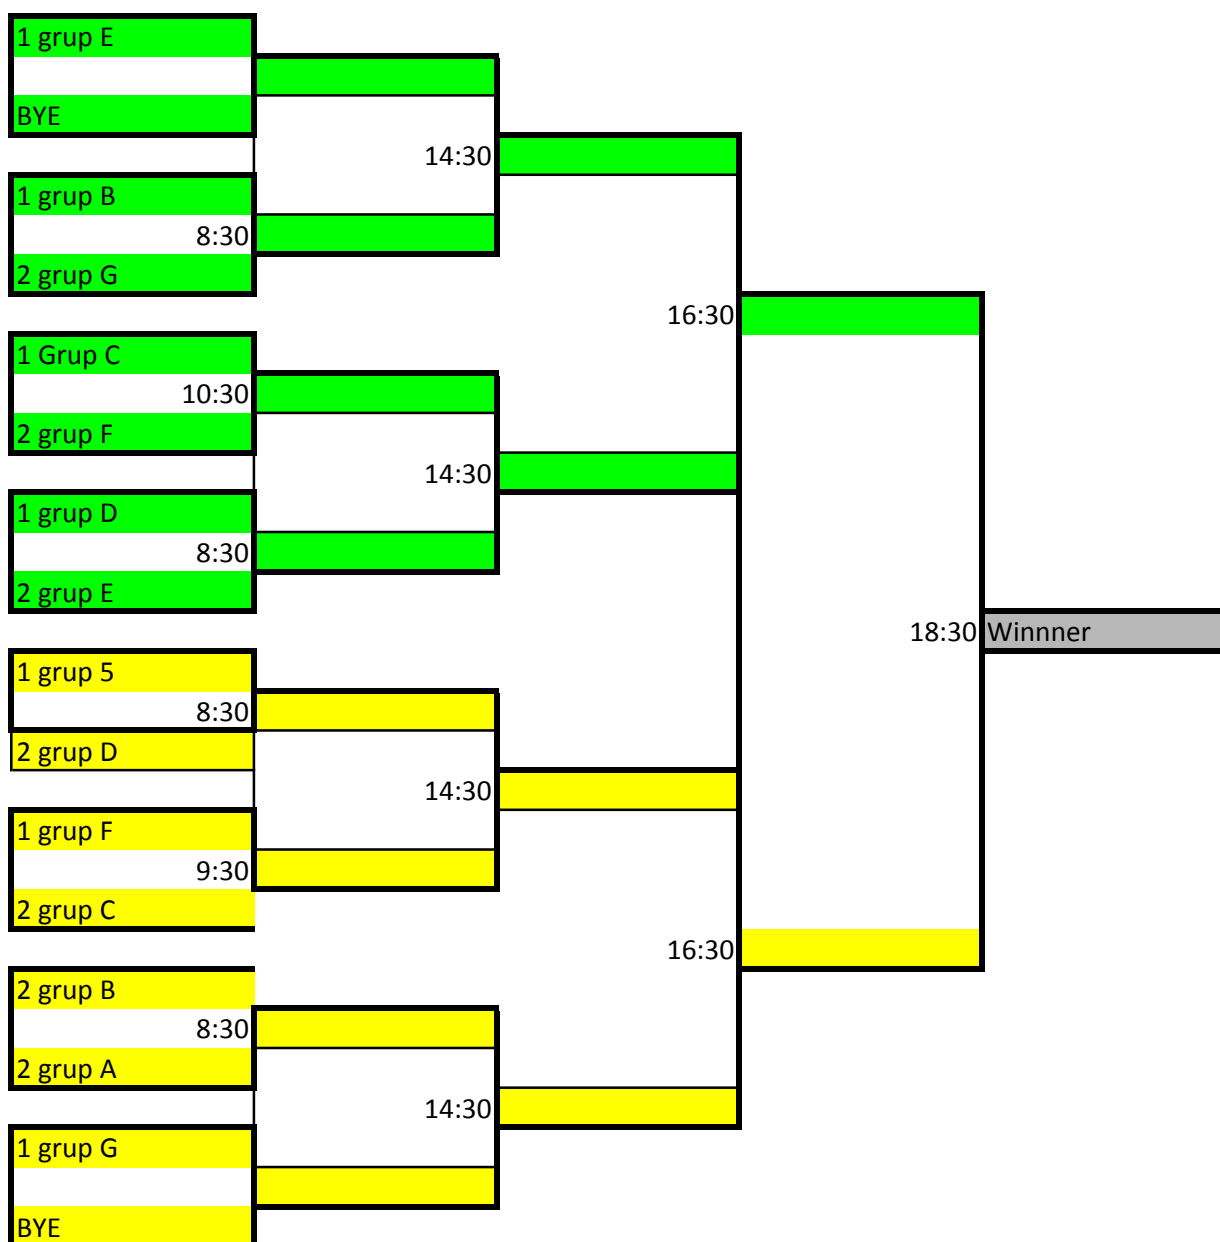 1 grup E
BYE
14:30
1 grup B
8:30
2 grup G
16:30
1 Grup C
10:30
2 grup F
14:30
1 grup D
8:30
2 grup E
18:30 Winnner
1 grup 5
8:30
2 grup D
14:30
1 grup F
9:30
2 grup C
16:30
2 grup B
8:30
2 grup A
14:30
1 grup G
BYE